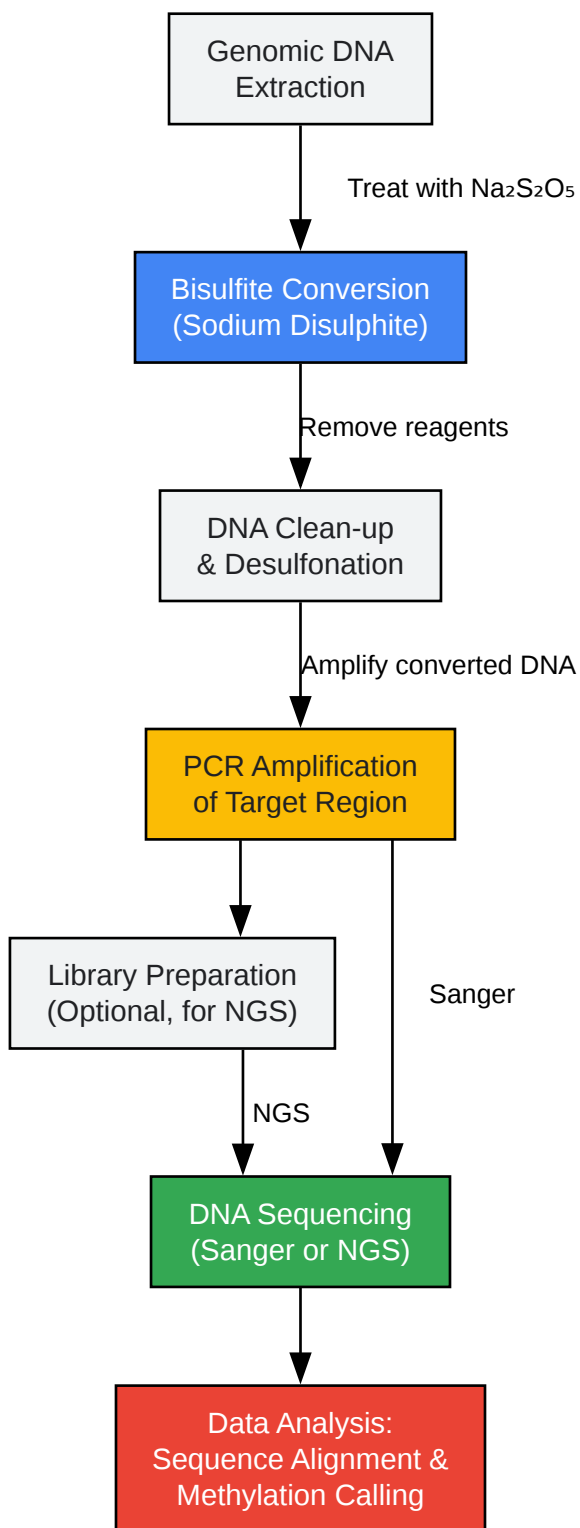 Genomic DNA
Extraction
Treat with Na₂S₂O₅
Bisulfite Conversion
(Sodium Disulphite)
Remove reagents
DNA Clean-up
& Desulfonation
Amplify converted DNA
PCR Amplification
of Target Region
Library Preparation
(Optional, for NGS)
Sanger
NGS
DNA Sequencing
(Sanger or NGS)
Data Analysis:
Sequence Alignment &
Methylation Calling